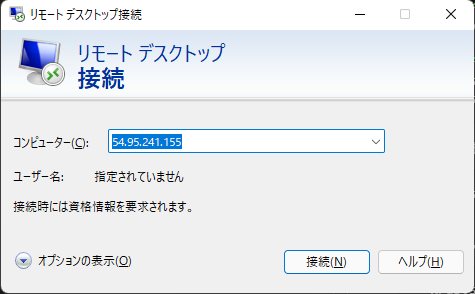 リモート デスクトップ接続
リモート デスクトップ
接続
コンピューター(C): 54.95.241.155
ユーザー名: 指定されていません
接続時には資格情報を要求されます。
オプションの表示(O) 接続(N) ヘルプ(H)